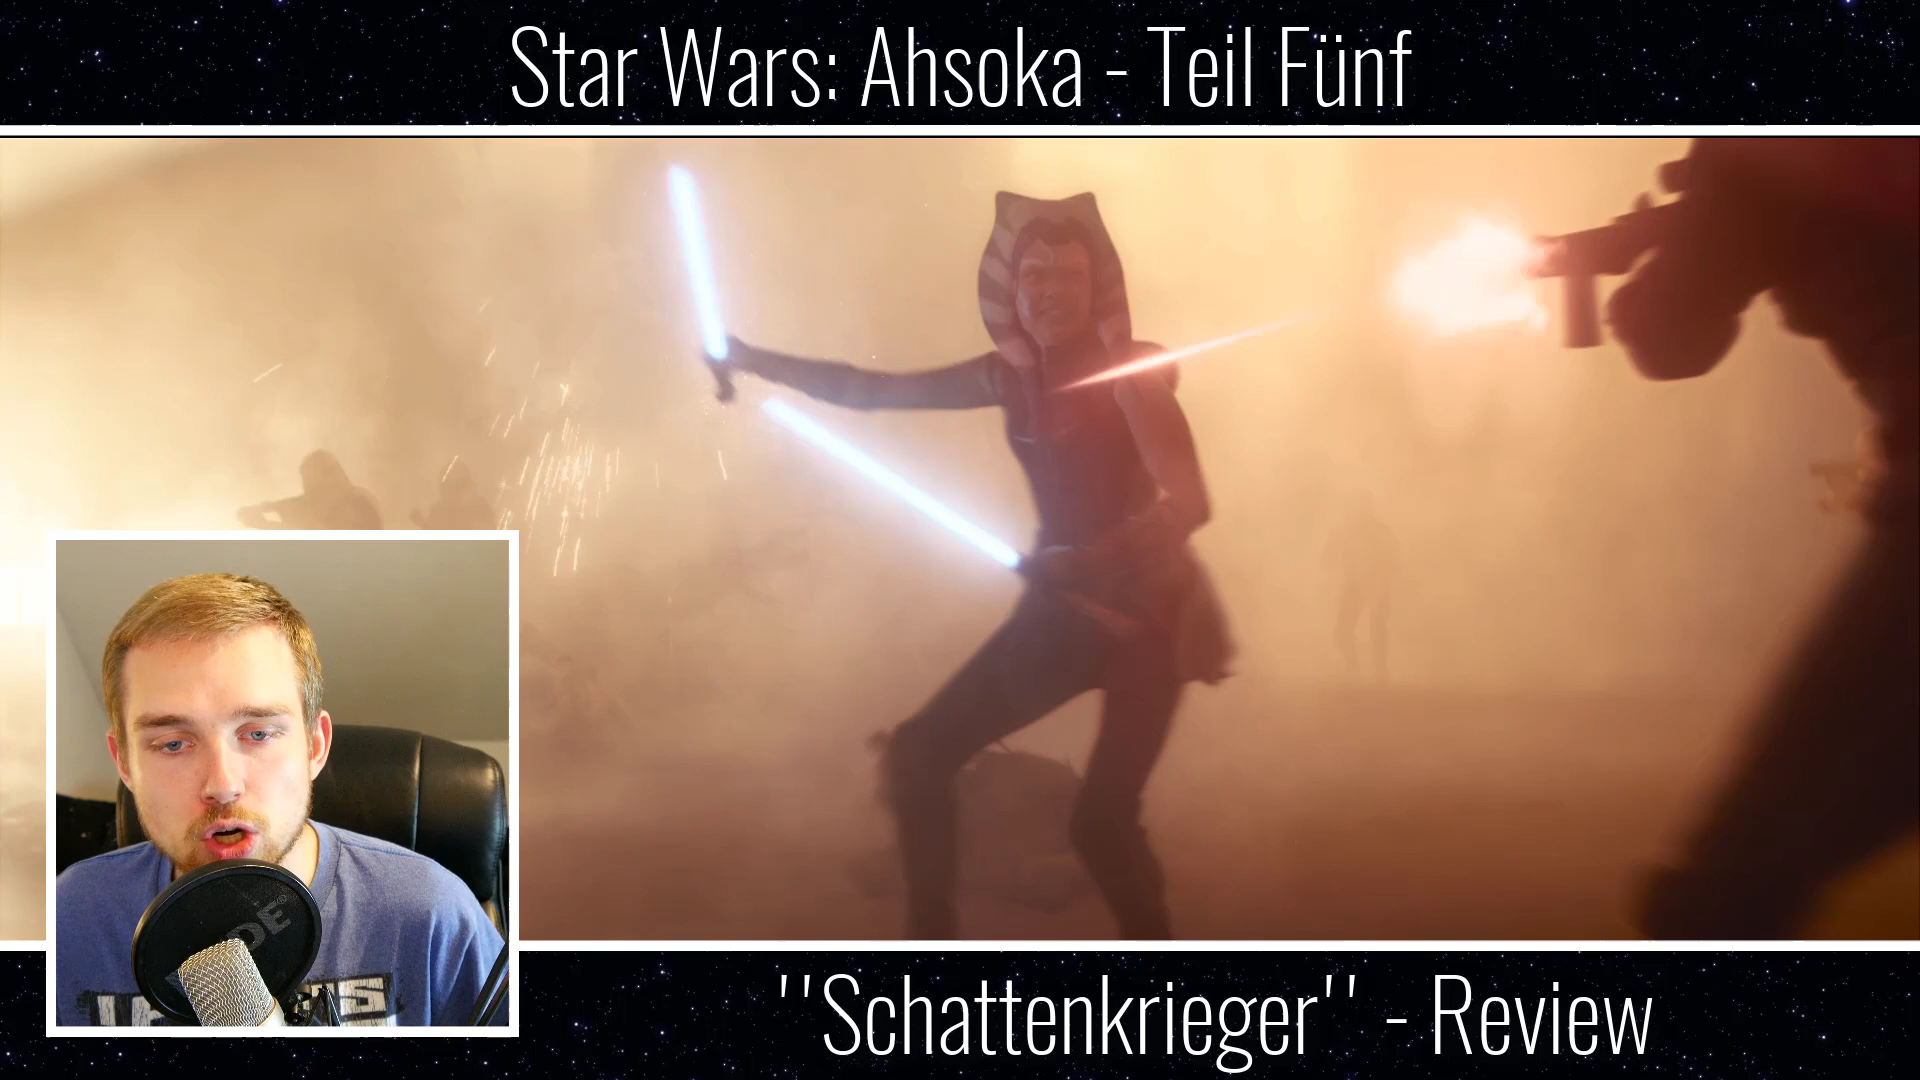 Star Wars: Ahsoka - Teil Fünf
''Schattenkrieger'' - Review